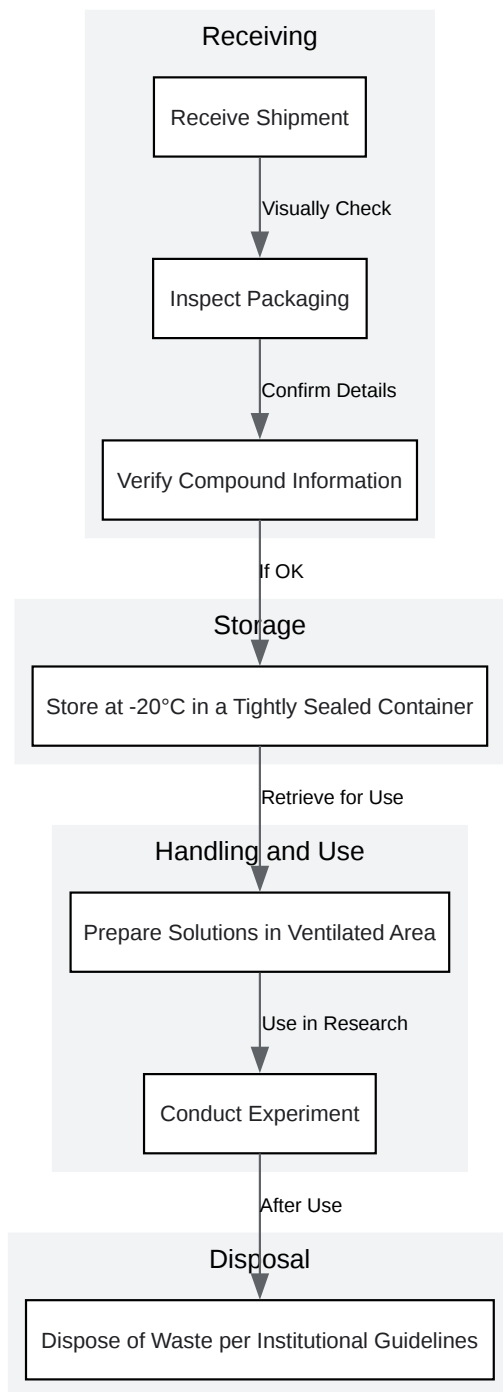 Receiving
Receive Shipment
Visually Check
Inspect Packaging
Confirm Details
Verify Compound Information
If OK
Storage
Store at -20°C in a Tightly Sealed Container
Retrieve for Use
Handling and Use
Prepare Solutions in Ventilated Area
Use in Research
Conduct Experiment
After Use
Disposal
Dispose of Waste per Institutional Guidelines